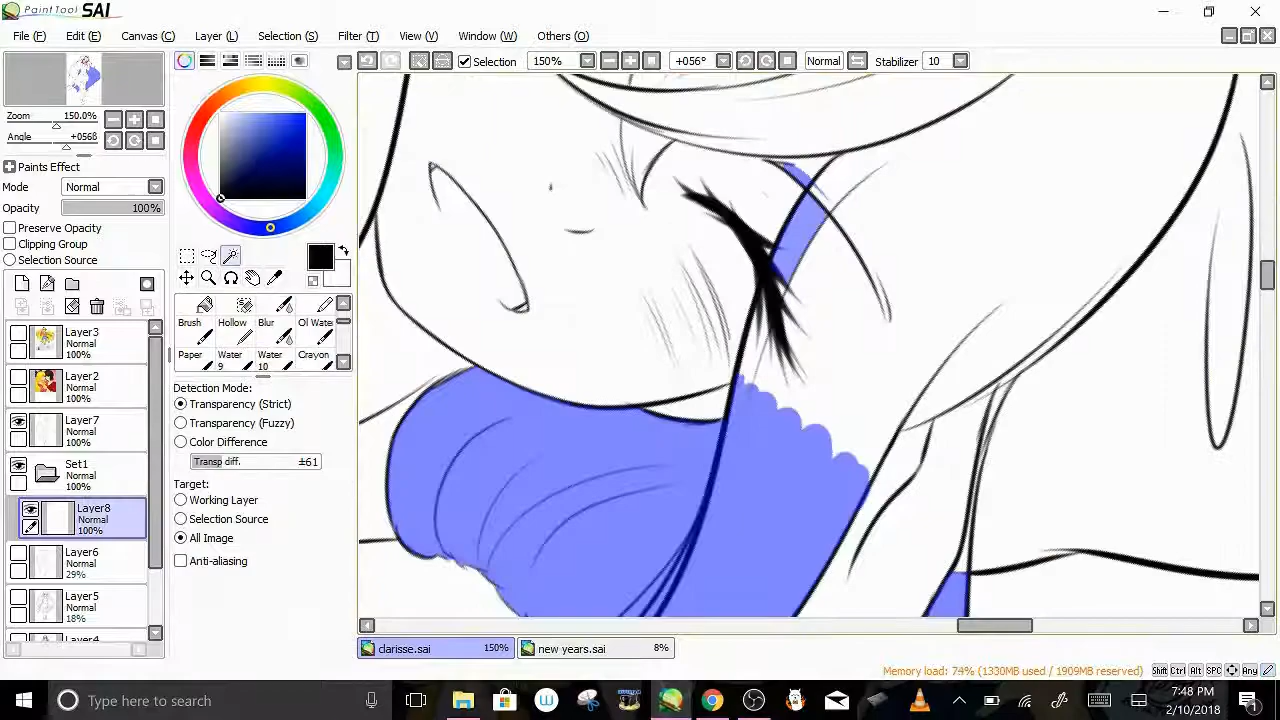 PaintTool SAI
File (F) Edit (E) Canvas (C) Layer (L) Selection (S) Filter (T) View (V) Window (W) Others (O)
Selection 150% +056° Normal Stabilizer 10
Zoom 150.0%
Angle +056ß
Paints Effect
Mode Normal
Opacity 100%
Preserve Opacity
Clipping Group
Selection Source
Layer3
Normal
100%
Layer2
Normal
100%
Layer7
Normal
100%
Set1
Normal
100%
Layer8
Normal
100%
Layer6
Normal
29%
Layer5
Normal
18%
Layer4
Brush Hollow Blur Oil Wate
Paper Water 9 Water 10 Crayon
Detection Mode:
Transparency (Strict)
Transparency (Fuzzy)
Color Difference
Transp diff. ±61
Target:
Working Layer
Selection Source
All Image
Anti-aliasing
clarisse.sai 150% new years.sai 8%
Memory load: 74% (1330MB used / 1909MB reserved) Shift Ctrl Alt SPC Any
Type here to search
7:48 PM
2/10/2018